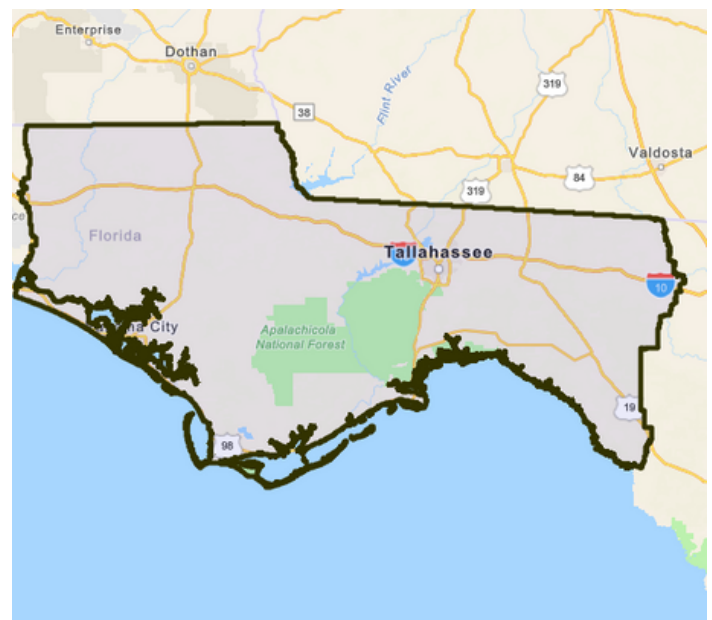 Enterprise
Dothan
38
Flint River
319
Valdosta
319
84
Florida
Tallahassee
10
City
Apalachicola
National Forest
19
98